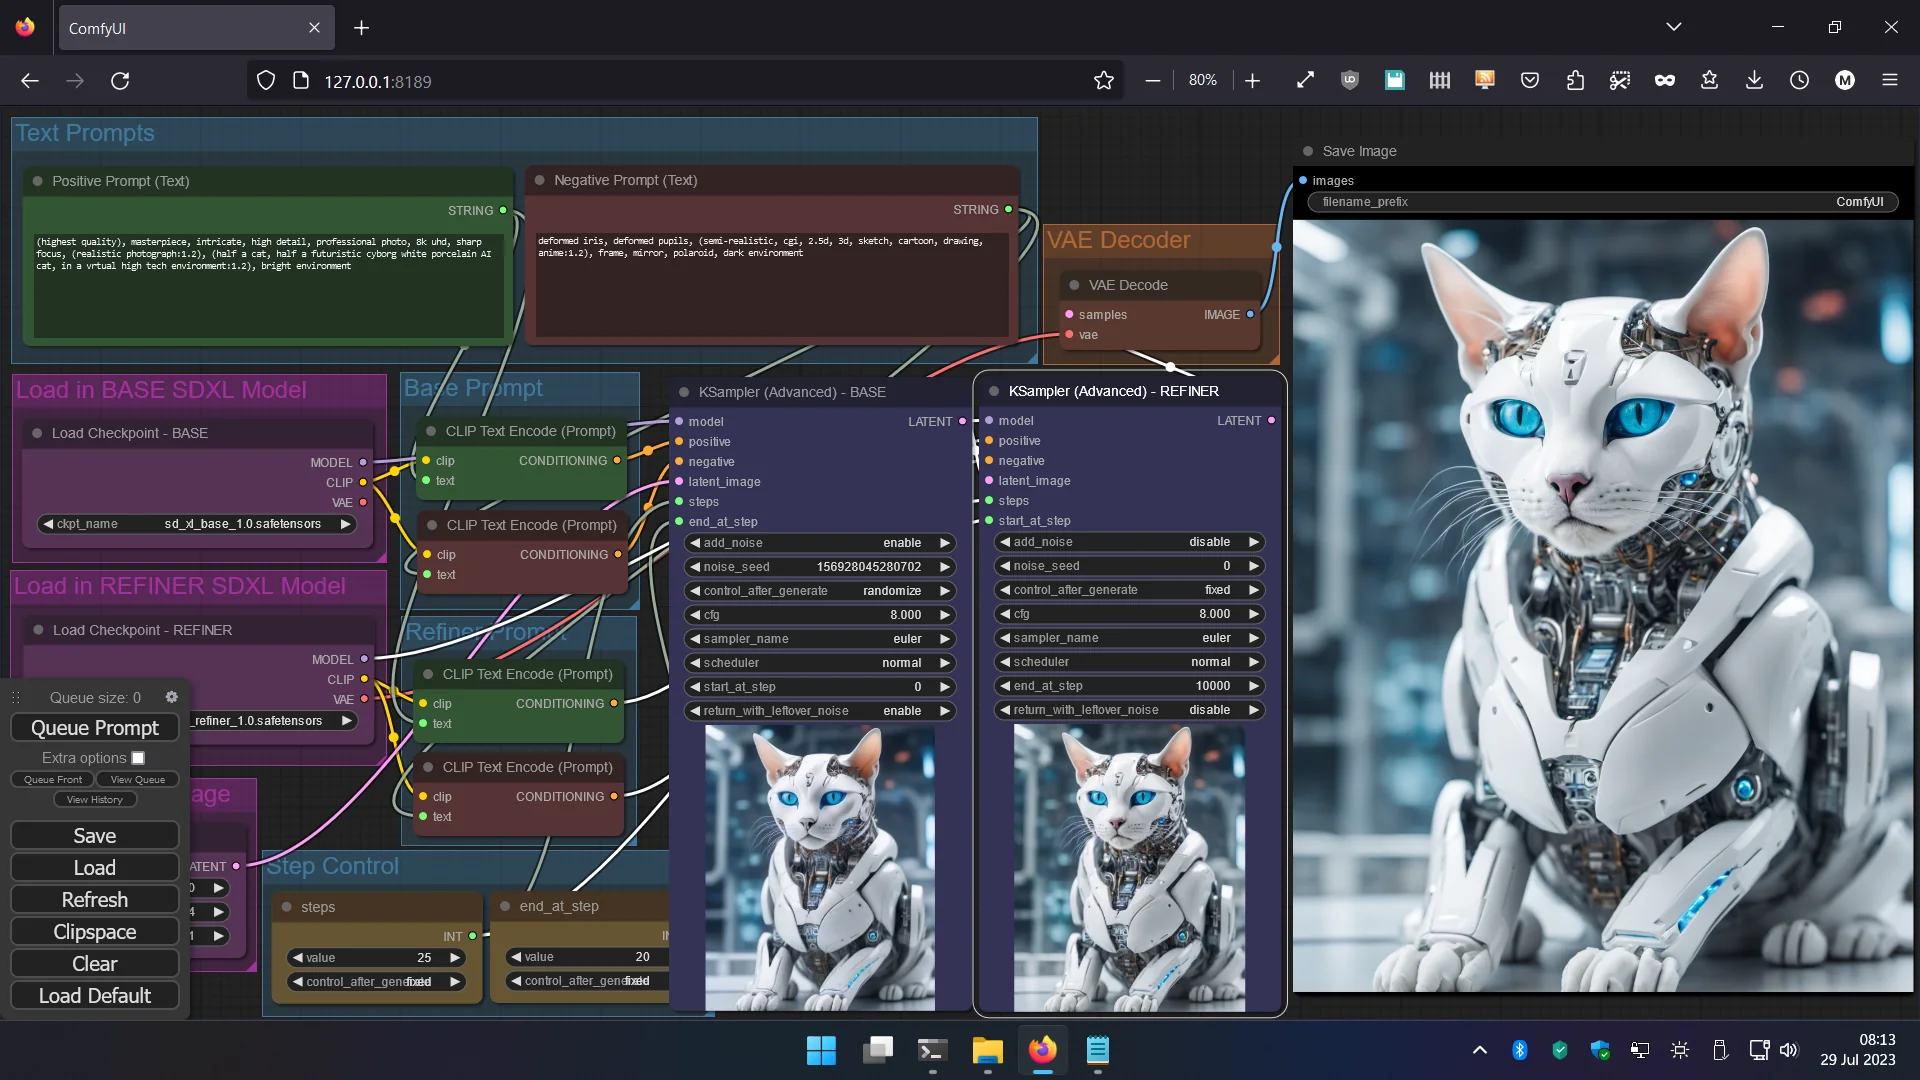 ComfyUI
127.0.0.1:8189
80%
Text Prompts
Positive Prompt (Text)
STRING
(highest quality), masterpiece, intricate, high detail, professional photo, 8k uhd, sharp
focus, (realistic photograph:1.2), (half a cat, half a futuristic cyborg white porcelain AI
cat, in a vrtual high tech environment:1.2), bright environment
Negative Prompt (Text)
STRING
deformed iris, deformed pupils, (semi-realistic, cgi, 2.5d, 3d, sketch, cartoon, drawing,
anime:1.2), frame, mirror, polaroid, dark environment
VAE Decoder
VAE Decode
samples
IMAGE
vae
Save Image
images
filename_prefix ComfyUI
Load in BASE SDXL Model
Load Checkpoint - BASE
MODEL
CLIP
VAE
ckpt_name sd_xl_base_1.0.safetensors
Load in REFINER SDXL Model
Load Checkpoint - REFINER
MODEL
CLIP
VAE
_refiner_1.0.safetensors
Base Prompt
CLIP Text Encode (Prompt)
clip CONDITIONING
text
CLIP Text Encode (Prompt)
clip CONDITIONING
text
Refiner Prompt
CLIP Text Encode (Prompt)
clip CONDITIONING
text
CLIP Text Encode (Prompt)
clip CONDITIONING
text
KSampler (Advanced) - BASE
model LATENT
positive
negative
latent_image
steps
end_at_step
add_noise enable
noise_seed 156928045280702
control_after_generate randomize
cfg 8.000
sampler_name euler
scheduler normal
start_at_step 0
return_with_leftover_noise enable
KSampler (Advanced) - REFINER
model LATENT
positive
negative
latent_image
steps
start_at_step
add_noise disable
noise_seed 0
control_after_generate fixed
cfg 8.000
sampler_name euler
scheduler normal
end_at_step 10000
return_with_leftover_noise disable
Queue size: 0
Queue Prompt
Extra options
Queue Front View Queue
View History
Save
Load
Refresh
Clipspace
Clear
Load Default
age
ATENT
0
4
1
Step Control
steps
INT
value 25
control_after_generate fixed
end_at_step
value 20
control_after_generate fixed
08:13
29 Jul 2023